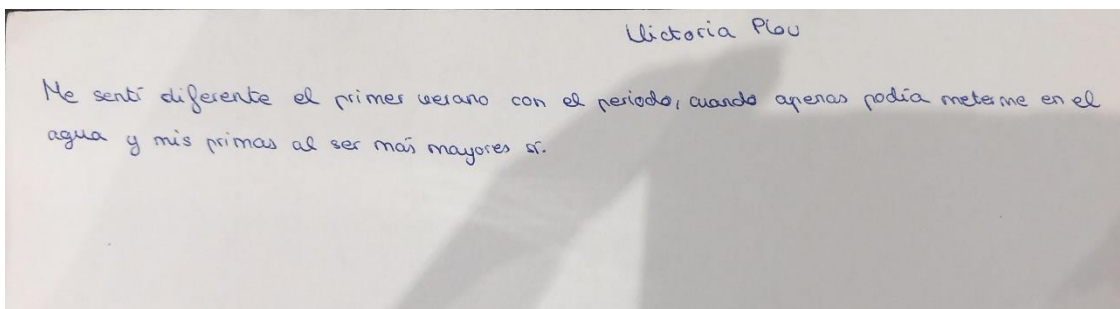 Victoria Plou
Me sentí diferente el primer verano con el periodo, cuando apenas podía meterme en el
agua y mis primas al ser más mayores sí.